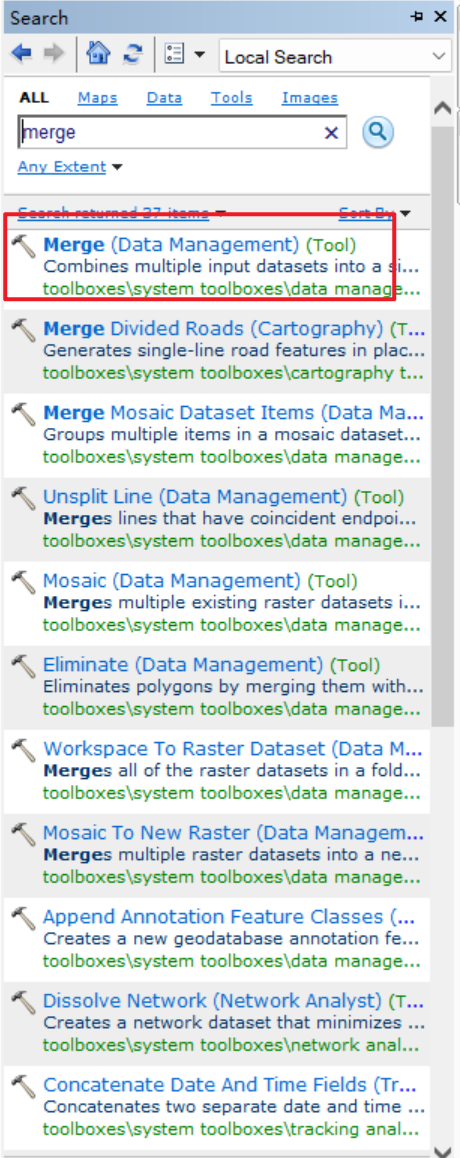 Search
Local Search
ALL Maps Data Tools Images
merge
Any Extent
Search returned 37 items Sort By
Merge (Data Management) (Tool)
Combines multiple input datasets into a si...
toolboxes\system toolboxes\data manage...
Merge Divided Roads (Cartography) (T...
Generates single-line road features in plac...
toolboxes\system toolboxes\cartography t...
Merge Mosaic Dataset Items (Data Ma...
Groups multiple items in a mosaic dataset...
toolboxes\system toolboxes\data manage...
Unsplit Line (Data Management) (Tool)
Merges lines that have coincident endpoi...
toolboxes\system toolboxes\data manage...
Mosaic (Data Management) (Tool)
Merges multiple existing raster datasets i...
toolboxes\system toolboxes\data manage...
Eliminate (Data Management) (Tool)
Eliminates polygons by merging them with...
toolboxes\system toolboxes\data manage...
Workspace To Raster Dataset (Data M...
Merges all of the raster datasets in a fold...
toolboxes\system toolboxes\data manage...
Mosaic To New Raster (Data Managem...
Merges multiple raster datasets into a ne...
toolboxes\system toolboxes\data manage...
Append Annotation Feature Classes (...
Creates a new geodatabase annotation fe...
toolboxes\system toolboxes\data manage...
Dissolve Network (Network Analyst) (T...
Creates a network dataset that minimizes ...
toolboxes\system toolboxes\network anal...
Concatenate Date And Time Fields (Tr...
Concatenates two separate date and time ...
toolboxes\system toolboxes\tracking anal...